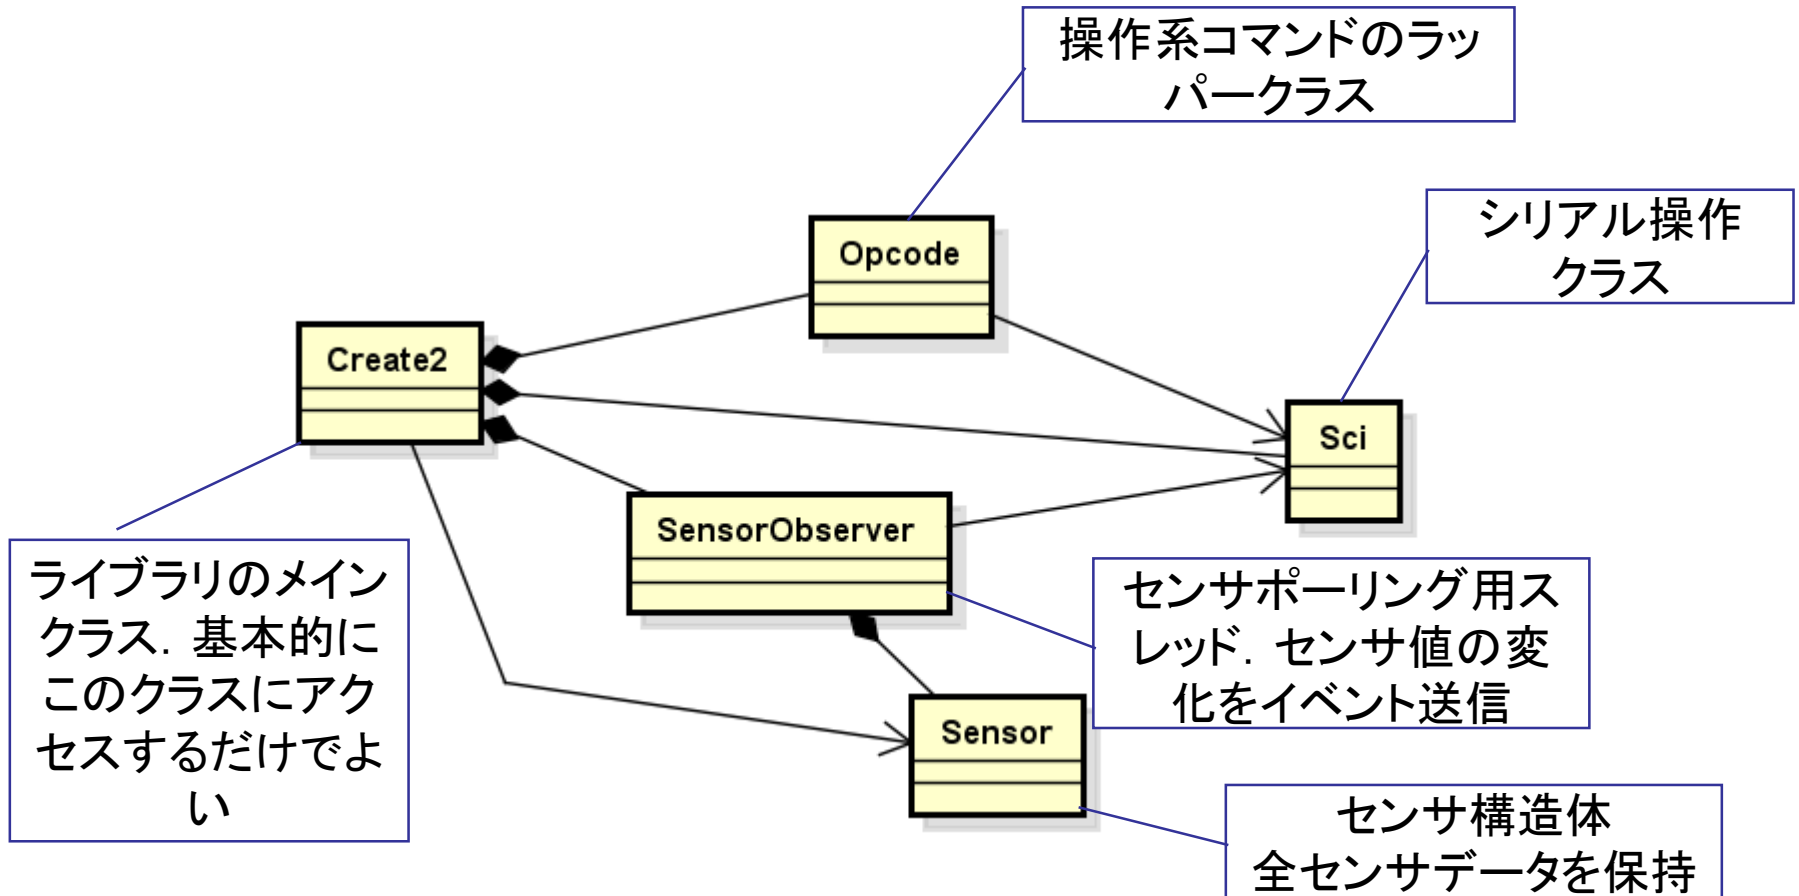 操作系コマンドのラッ
パークラス
シリアル操作
クラス
Opcode
Create2
Sci
SensorObserver
ライブラリのメイン
クラス．基本的に
このクラスにアク
セスするだけでよ
い
センサポーリング用ス
レッド．センサ値の変
化をイベント送信
Sensor
センサ構造体
全センサデータを保持